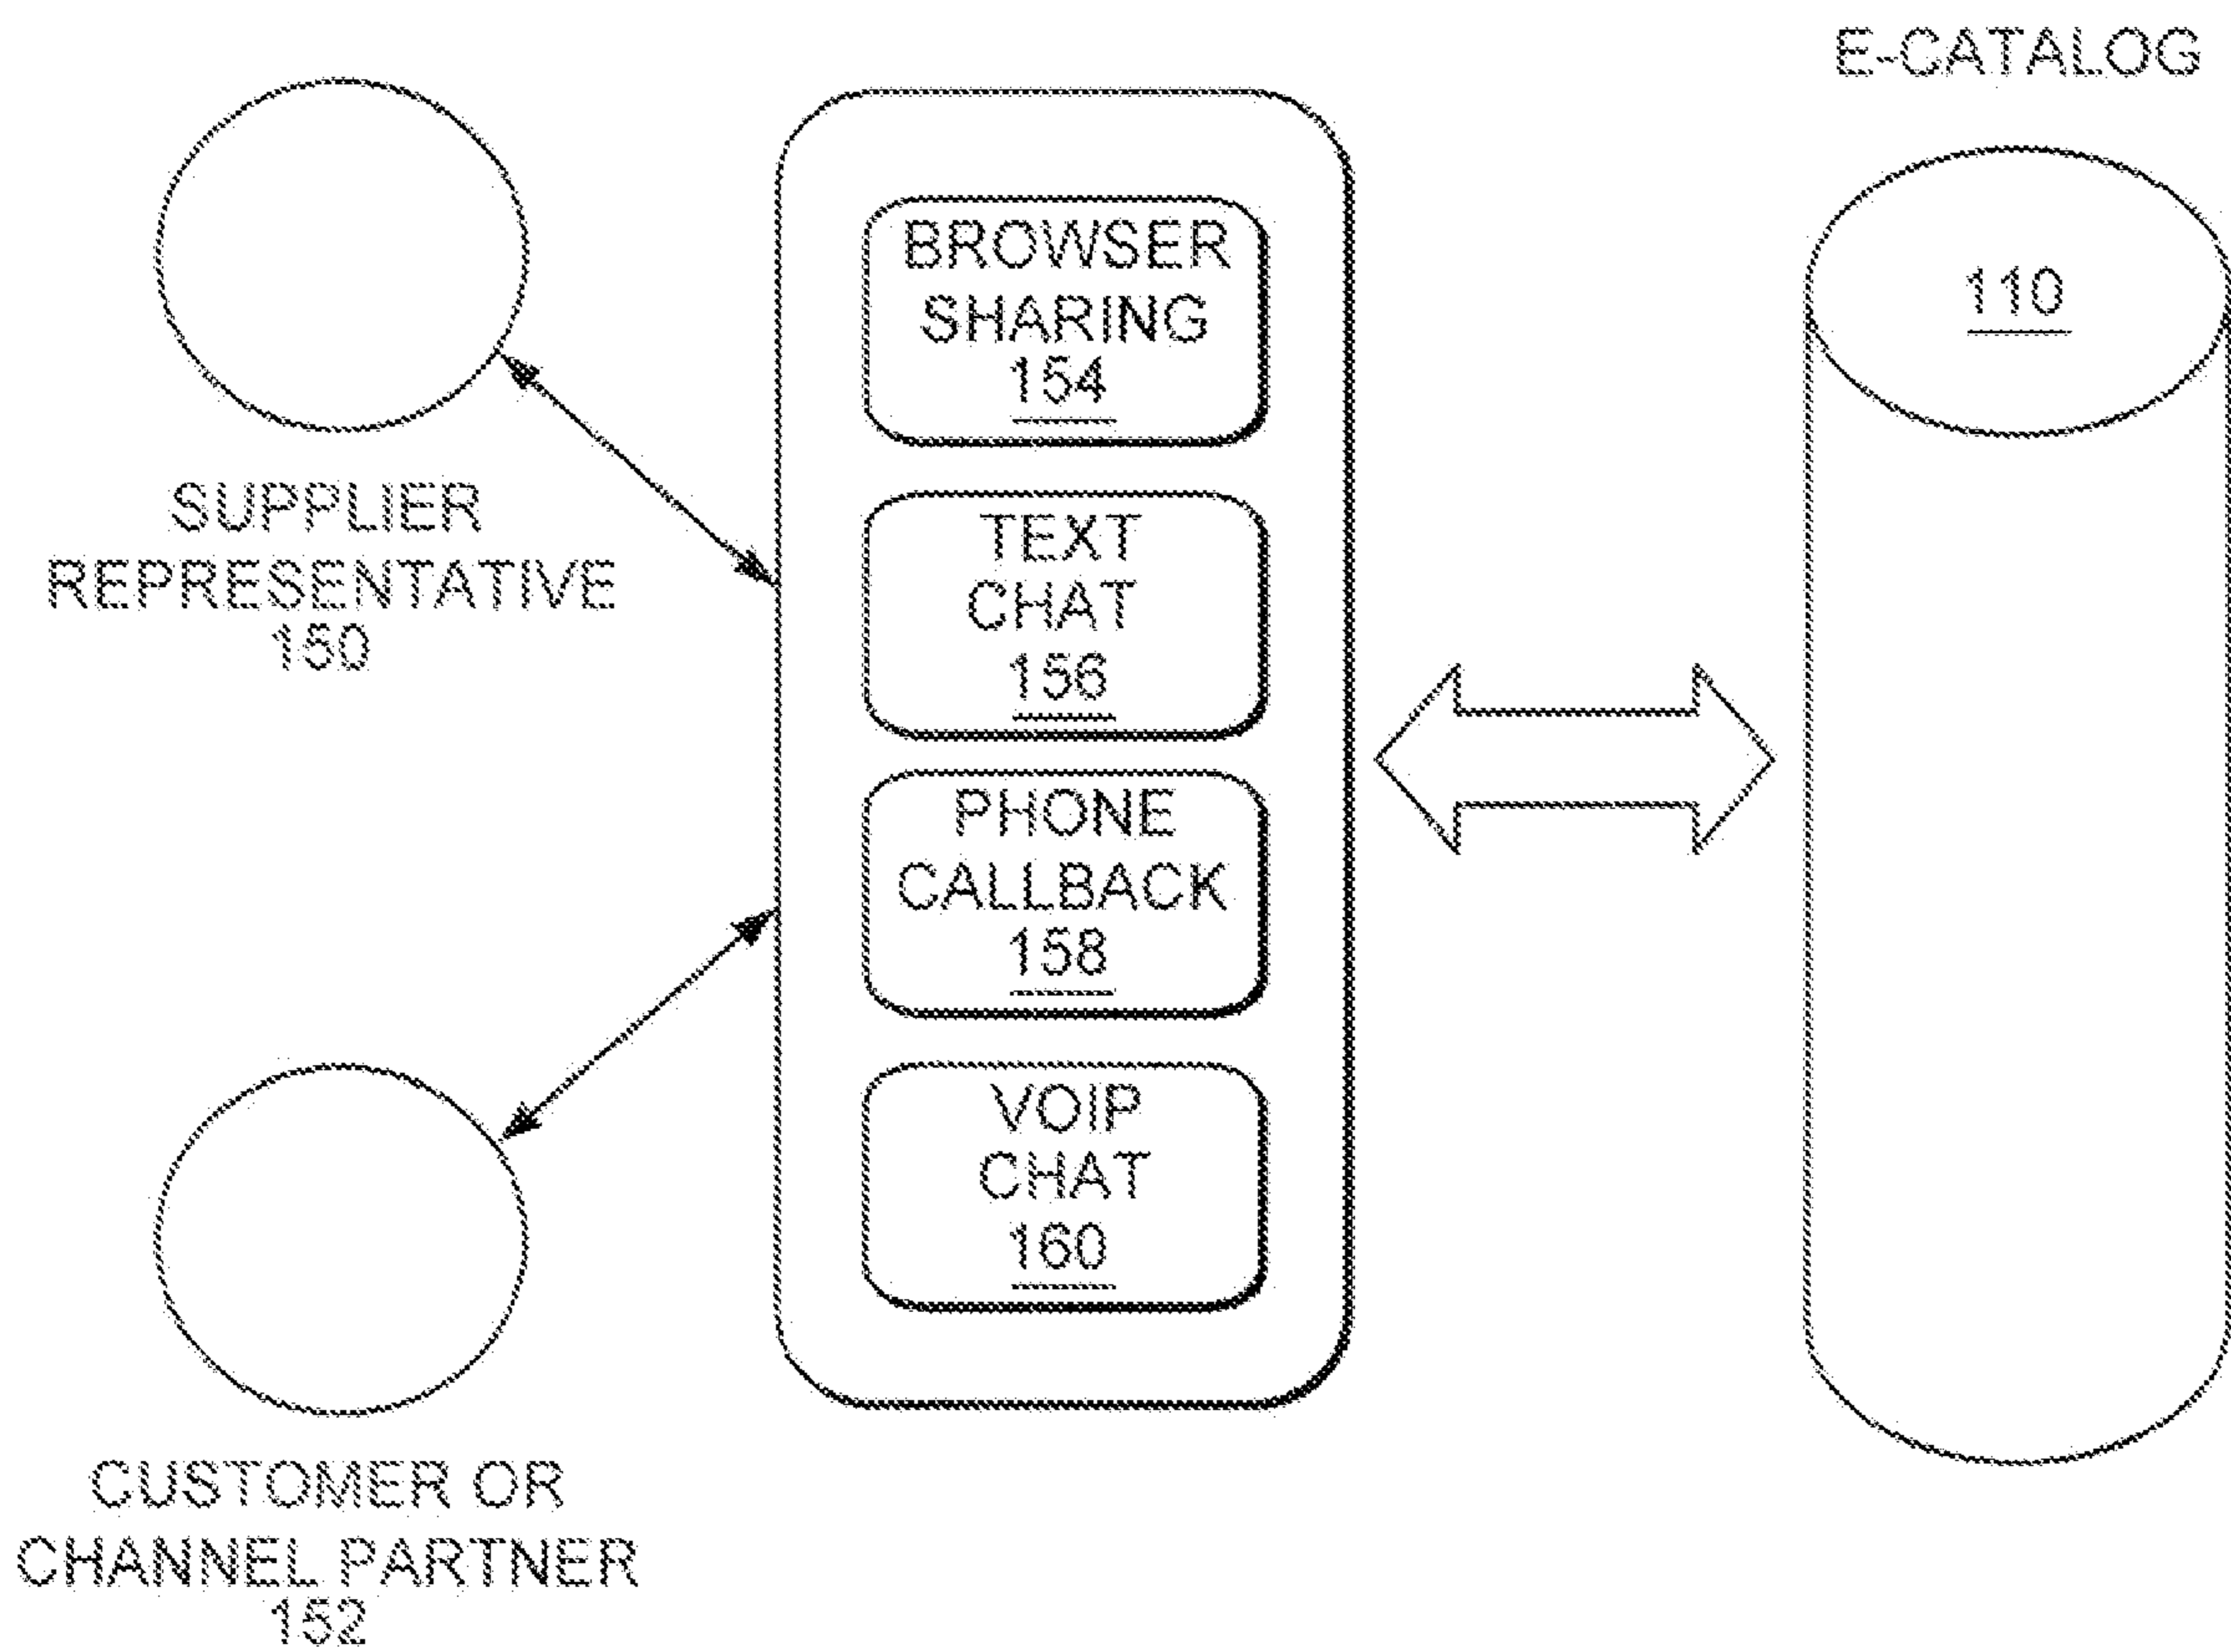 E-CATALOG
110
SUPPLIER
REPRESENTATIVE
150
BROWSER
SHARING
154
TEXT
CHAT
156
PHONE
CALLBACK
158
VOIP
CHAT
160
CUSTOMER OR
CHANNEL PARTNER
152